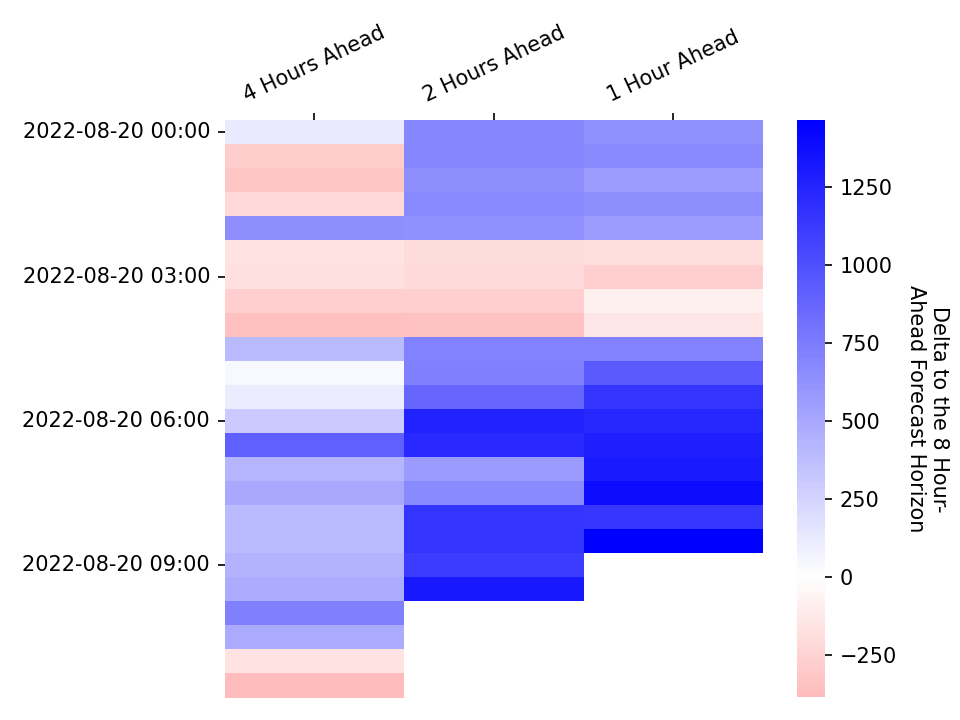 4 Hours Ahead
2 Hours Ahead
1 Hour Ahead
2022-08-20 00:00
2022-08-20 03:00
2022-08-20 06:00
2022-08-20 09:00
1250
1000
750
500
250
0
−250
Delta to the 8 Hour-
Ahead Forecast Horizon